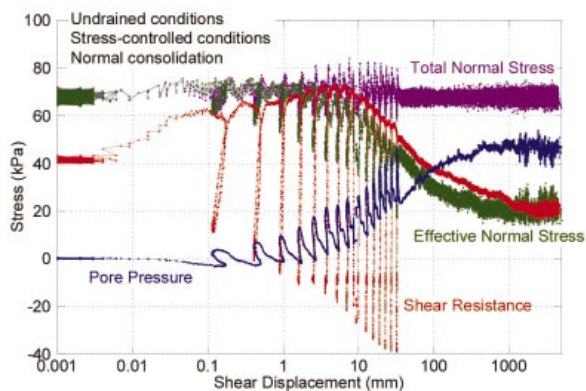 Undrained conditions
Stress-controlled conditions
Normal consolidation
100
80
60
40
20
0
-20
-40
Stress (kPa)
Total Normal Stress
Pore Pressure
Effective Normal Stress
Shear Resistance
0.001
0.01
0.1
1
10
100
1000
Shear Displacement (mm)